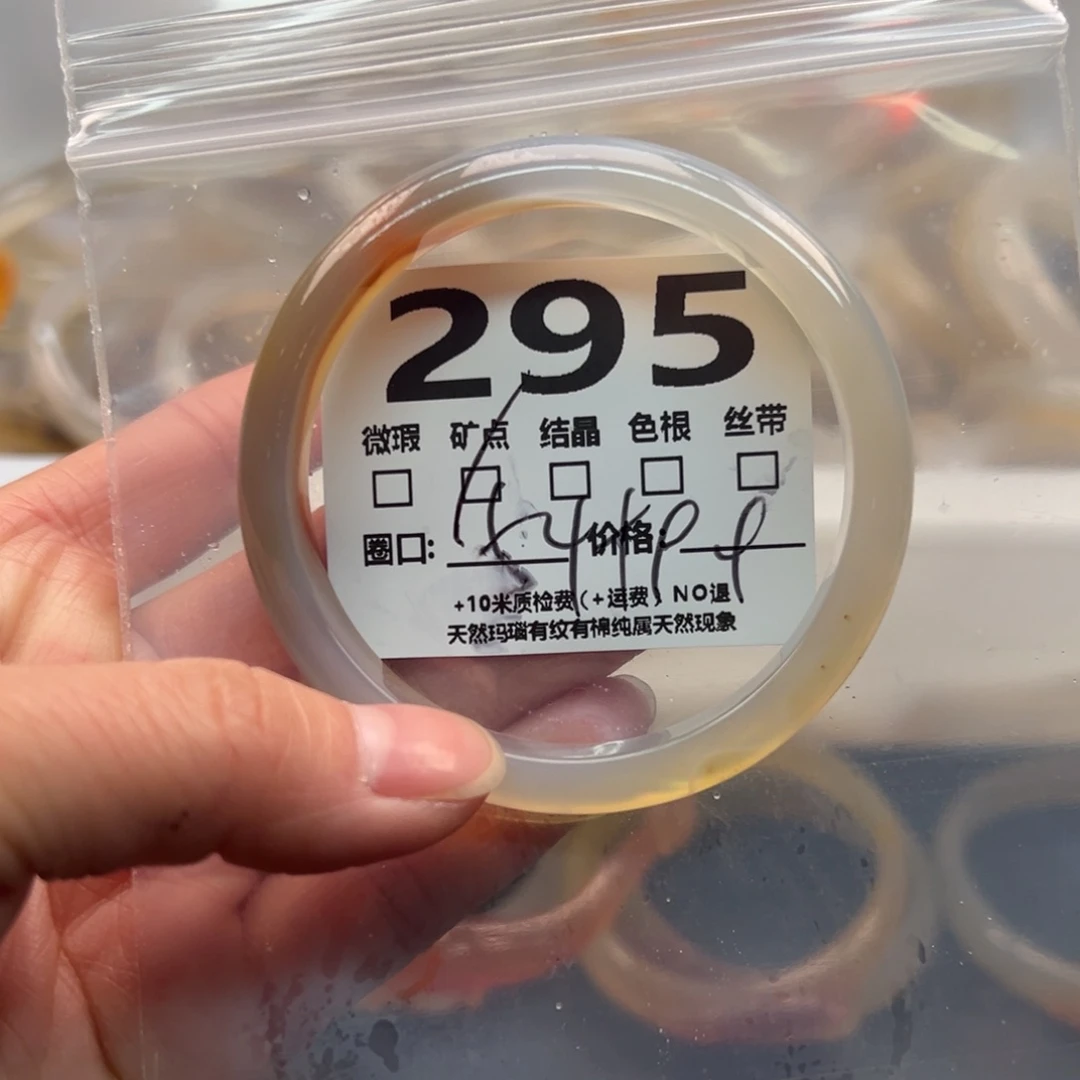 295
微瑕 矿点 结晶 色根 丝带
圈口: 价格:
+10米质检费(+运费)NO退
天然玛瑙有纹有棉纯属天然现象